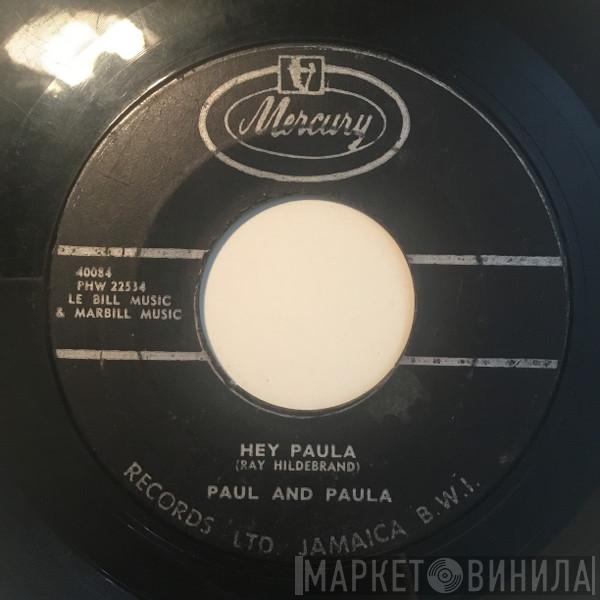 Mercury
40084
PHW 22534
LE BILL MUSIC
& MARBILL MUSIC
HEY PAULA
(RAY HILDEBRAND)
PAUL AND PAULA
RECORDS LTD. JAMAICA B.W.I.
МАРКЕТ ВИНИЛА